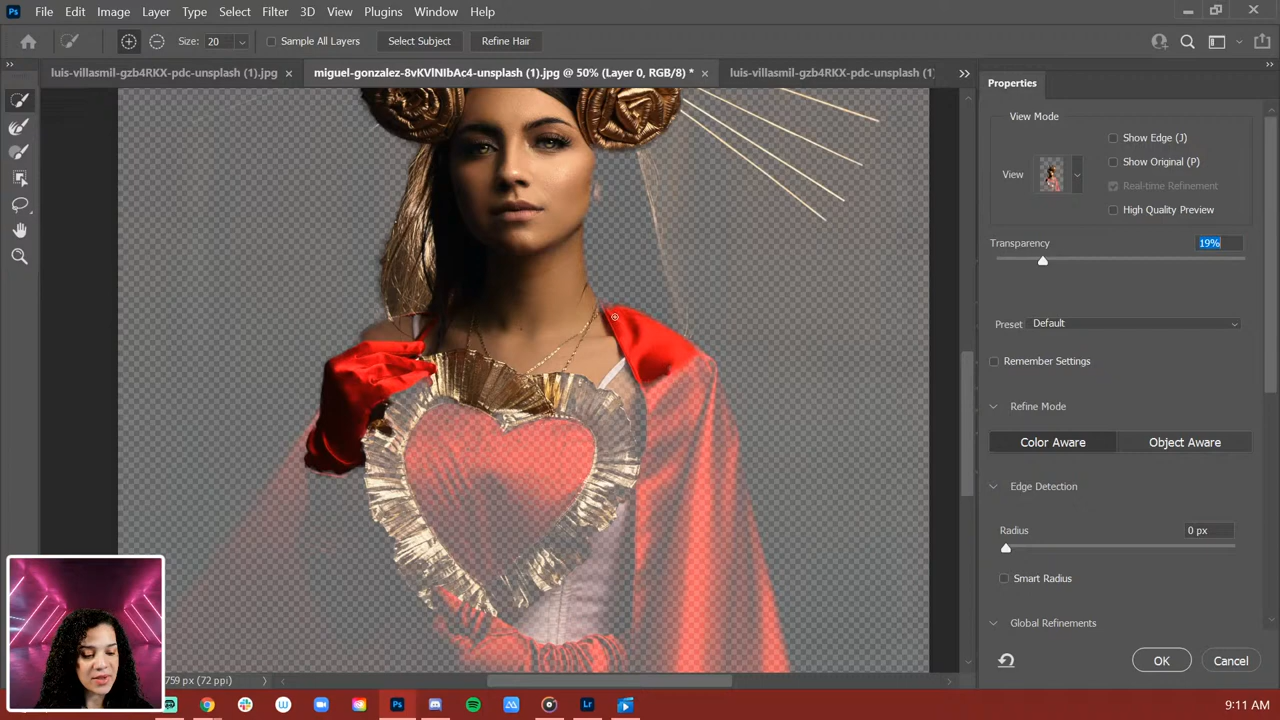 Ps File Edit Image Layer Type Select Filter 3D View Plugins Window Help
Size: 20 Sample All Layers Select Subject Refine Hair
luis-villasmil-gzb4RKX-pdc-unsplash (1).jpg × miguel-gonzalez-8vKVlNIbAc4-unsplash (1).jpg @ 50% (Layer 0, RGB/8) * × luis-villasmil-gzb4RKX-pdc-unsplash (1)
Properties
View Mode
Show Edge (J)
Show Original (P)
View
Real-time Refinement
High Quality Preview
Transparency 19%
Preset Default
Remember Settings
Refine Mode
Color Aware Object Aware
Edge Detection
Radius 0 px
Smart Radius
Global Refinements
OK Cancel
759 px (72 ppi)
W Ps Lr
9:11 AM